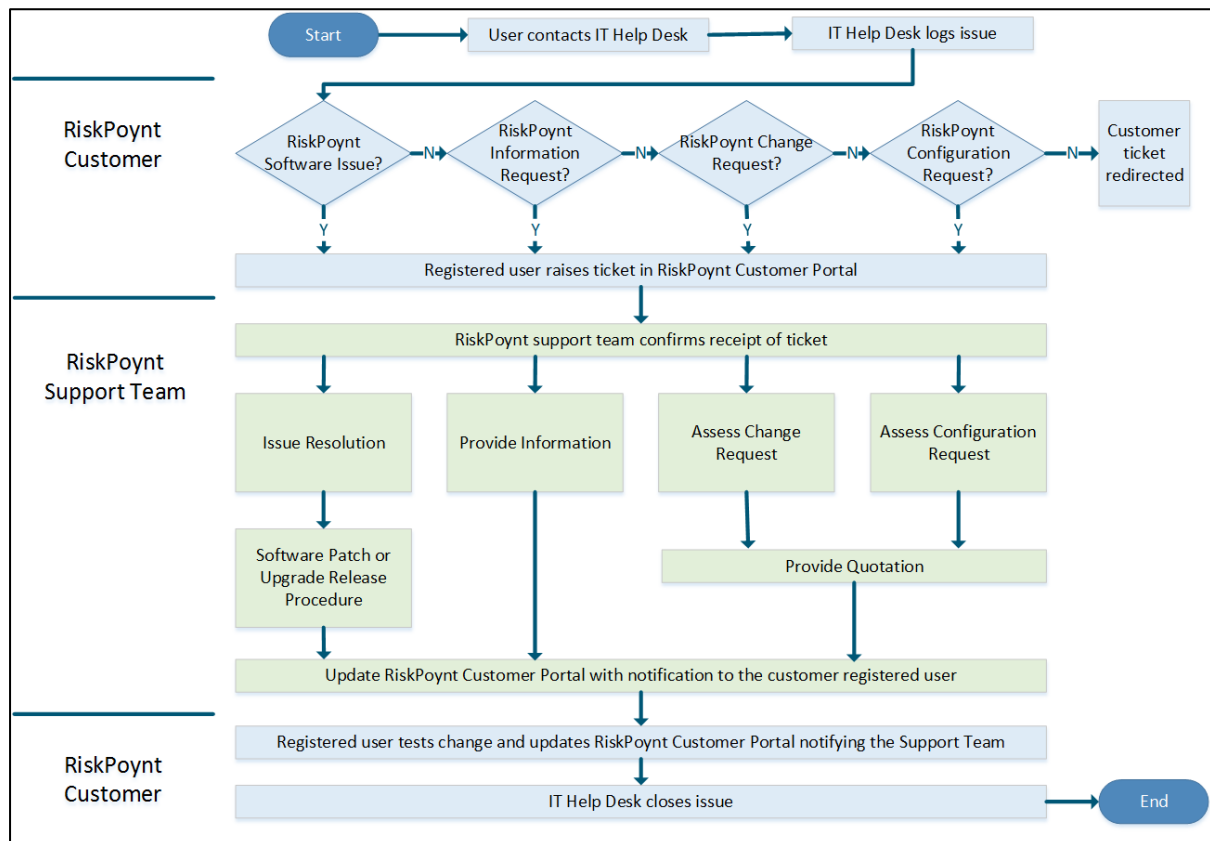 Start
User contacts IT Help Desk
IT Help Desk logs issue
RiskPoynt
Customer
RiskPoynt
Software Issue?
N
RiskPoynt
Information
Request?
N
RiskPoynt Change
Request?
N
RiskPoynt
Configuration
Request?
N
Customer
ticket
redirected
Y
Y
Y
Y
Registered user raises ticket in RiskPoynt Customer Portal
RiskPoynt
Support Team
RiskPoynt support team confirms receipt of ticket
Issue Resolution
Provide Information
Assess Change
Request
Assess Configuration
Request
Software Patch or
Upgrade Release
Procedure
Provide Quotation
Update RiskPoynt Customer Portal with notification to the customer registered user
RiskPoynt
Customer
Registered user tests change and updates RiskPoynt Customer Portal notifying the Support Team
IT Help Desk closes issue
End